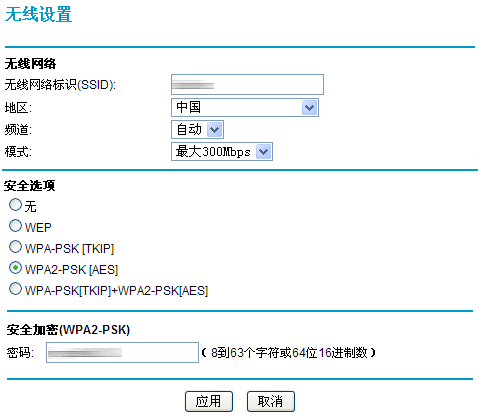 无线设置
无线网络
无线网络标识(SSID):
地区: 中国
频道: 自动
模式: 最大300Mbps
安全选项
无
WEP
WPA-PSK [TKIP]
WPA2-PSK [AES]
WPA-PSK[TKIP]+WPA2-PSK[AES]
安全加密(WPA2-PSK)
密码: (8到63个字符或64位16进制数)
应用 取消